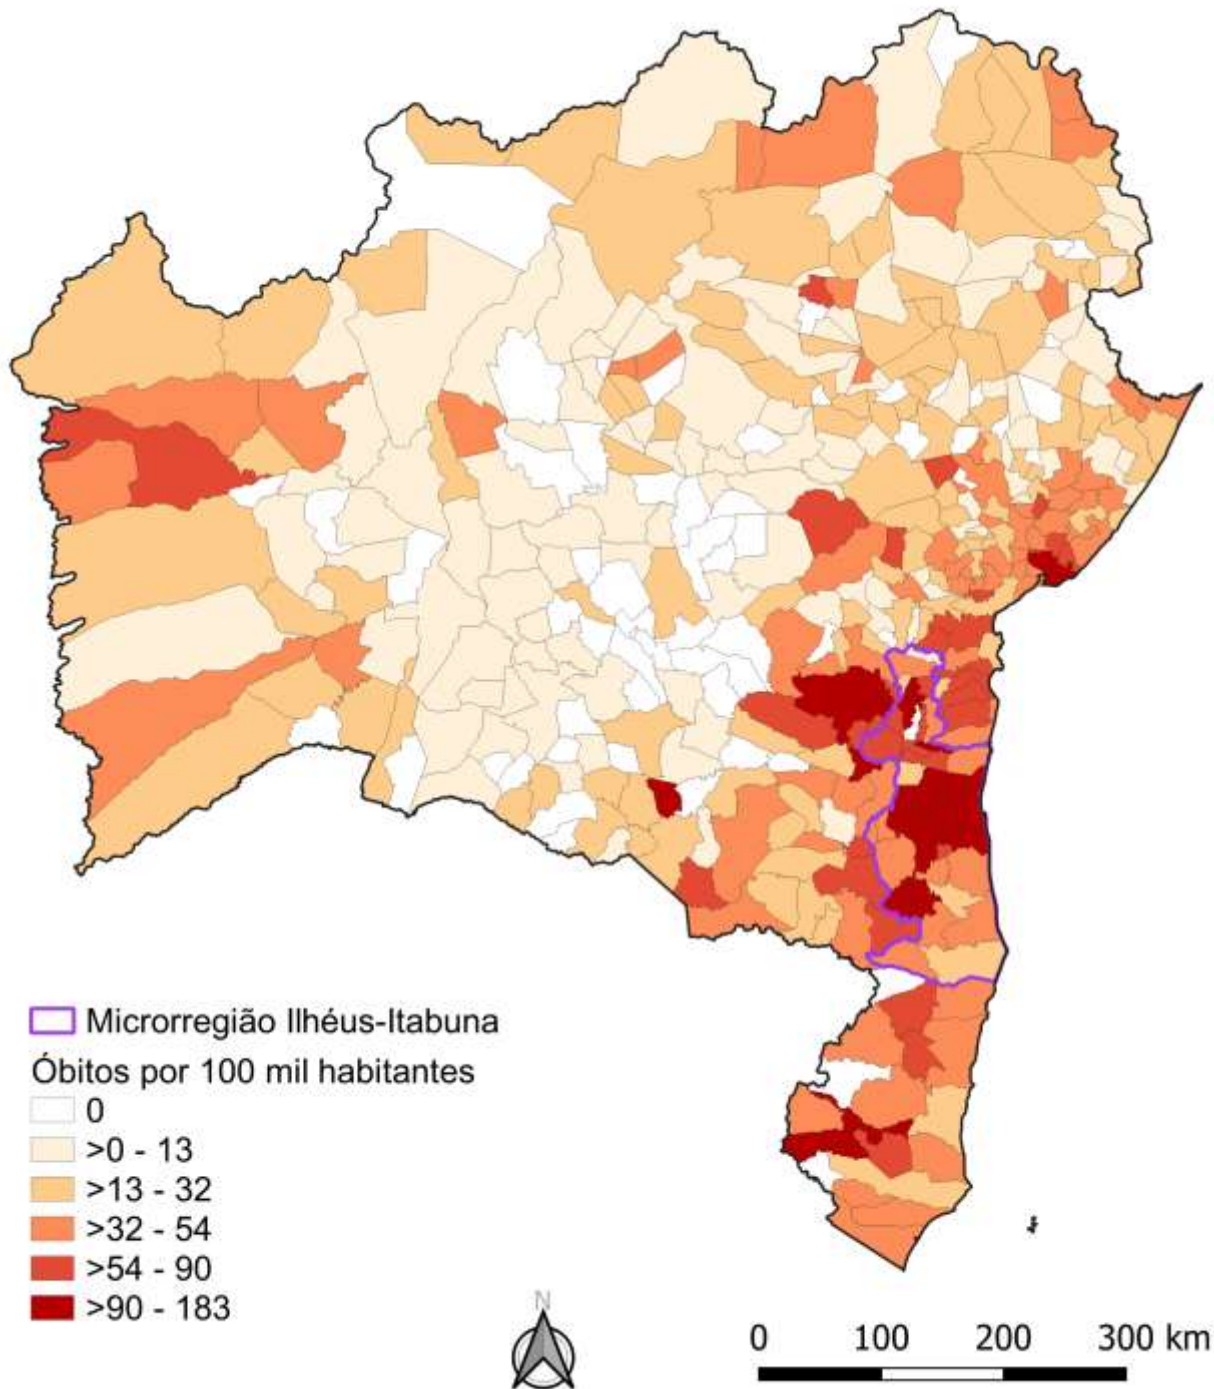 Microrregião Ilhéus-Itabuna
Óbitos por 100 mil habitantes
0
>0 - 13
>13 - 32
>32 - 54
>54 - 90
>90 - 183
N
0 100 200 300 km